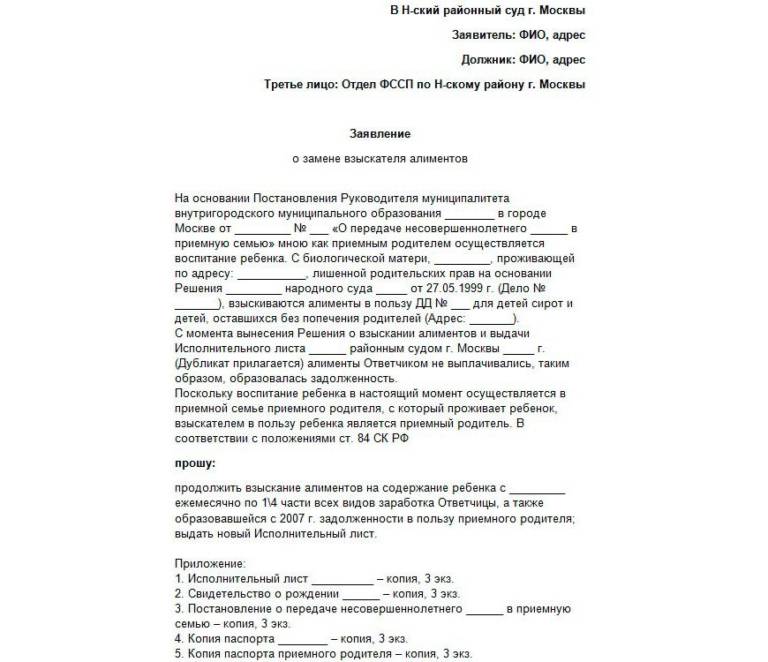 В Н-ский районный суд г. Москвы
Заявитель: ФИО, адрес
Должник: ФИО, адрес
Третье лицо: Отдел ФССП по Н-скому району г. Москвы
Заявление
о замене взыскателя алиментов
На основании Постановления Руководителя муниципалитета
внутригородского муниципального образования ________ в городе
Москве от _________ № ___ «О передаче несовершеннолетнего ______ в
приемную семью» мною как приемным родителем осуществляется
воспитание ребенка. С биологической матери, _________, проживающей
по адресу: ___________, лишенной родительских прав на основании
Решения _________ народного суда _____ от 27.05.1999 г. (Дело №
_______), взыскиваются алименты в пользу ДД № ___ для детей сирот и
детей, оставшихся без попечения родителей (Адрес: _______).
С момента вынесения Решения о взыскании алиментов и выдачи
Исполнительного листа ______ районным судом г. Москвы _____ г.
(Дубликат прилагается) алименты Ответчиком не выплачивались, таким
образом, образовалась задолженность.
Поскольку воспитание ребенка в настоящий момент осуществляется в
приемной семье приемного родителя, с который проживает ребенок,
взыскателем в пользу ребенка является приемный родитель. В
соответствии с положениями ст. 84 СК РФ
прошу:
продолжить взыскание алиментов на содержание ребенка с _________
ежемесячно по 1\4 части всех видов заработка Ответчицы, а также
образовавшейся с 2007 г. задолженности в пользу приемного родителя;
выдать новый Исполнительный лист.
Приложение:
1. Исполнительный лист __________ – копия, 3 экз.
2. Свидетельство о рождении ______ – копия, 3 экз.
3. Постановление о передаче несовершеннолетнего ______ в приемную
семью – копия, 3 экз.
4. Копия паспорта ________ – копия, 3 экз.
5. Копия паспорта приемного родителя – копия, 3 экз.